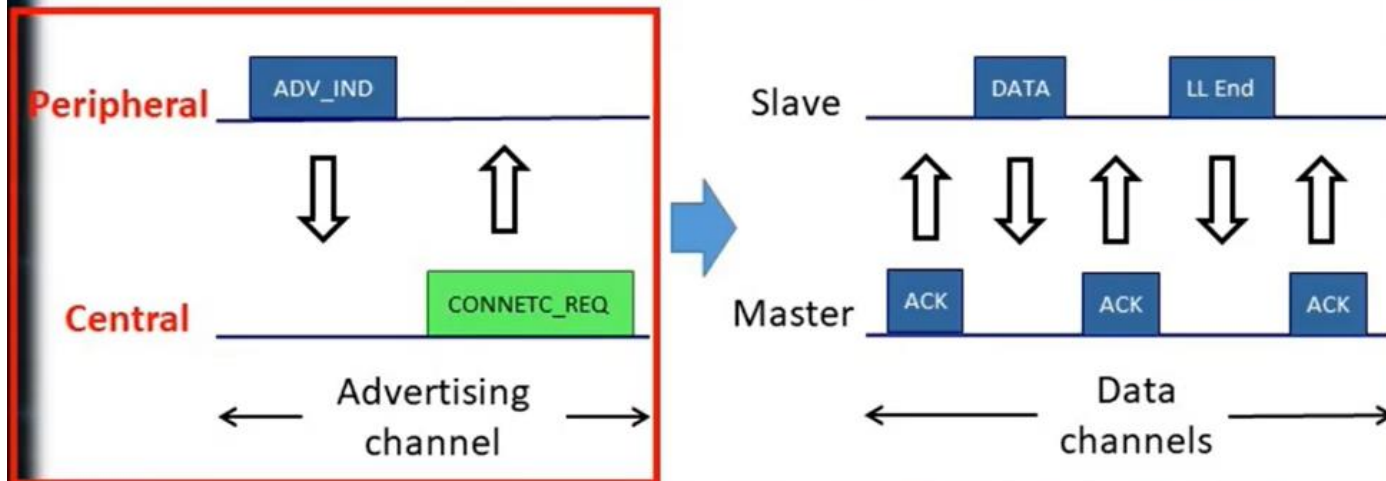 Peripheral
ADV_IND
Central
CONNETC_REQ
Advertising
channel
Slave
DATA
LL End
Master
ACK
ACK
ACK
Data
channels